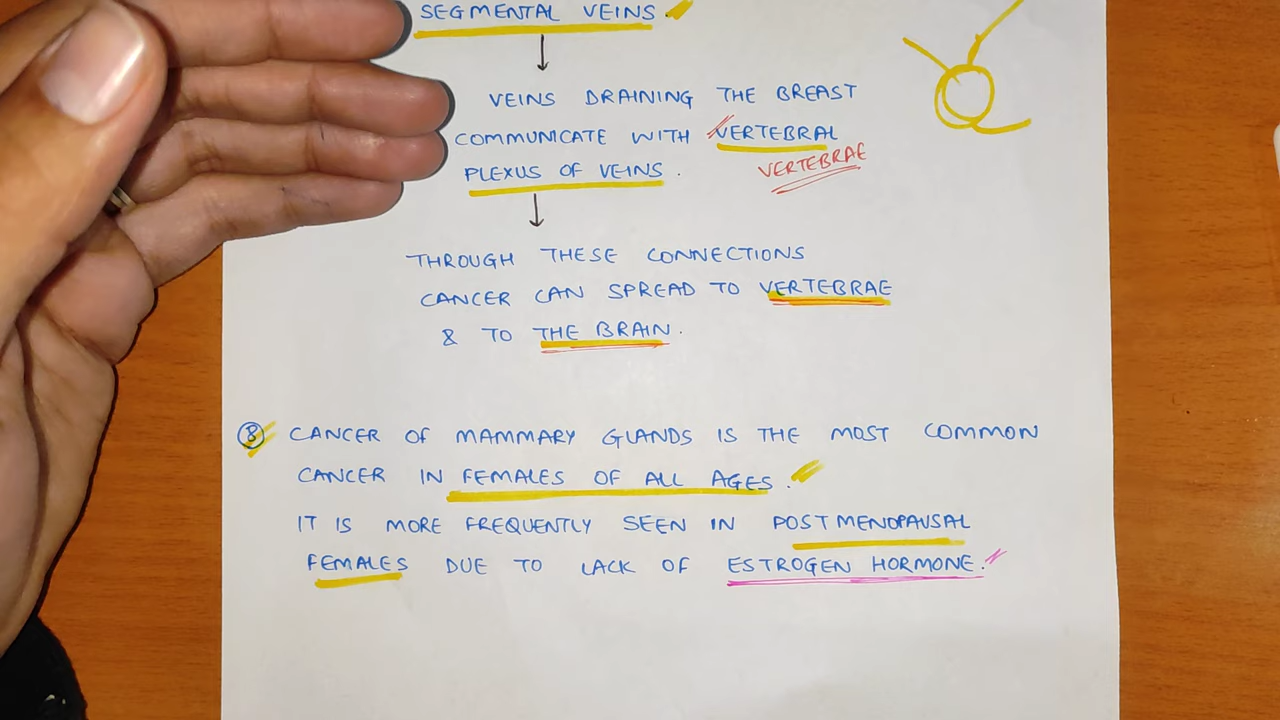 SEGMENTAL VEINS
VEINS DRAINING THE BREAST
COMMUNICATE WITH VERTEBRAL
VERTEBRAE
PLEXUS OF VEINS.
THROUGH THESE CONNECTIONS
CANCER CAN SPREAD TO VERTEBRAE
& TO THE BRAIN.
8 CANCER OF MAMMARY GLANDS IS THE MOST COMMON
CANCER IN FEMALES OF ALL AGES.
IT IS MORE FREQUENTLY SEEN IN POSTMENOPAUSAL
FEMALES DUE TO LACK OF ESTROGEN HORMONE.